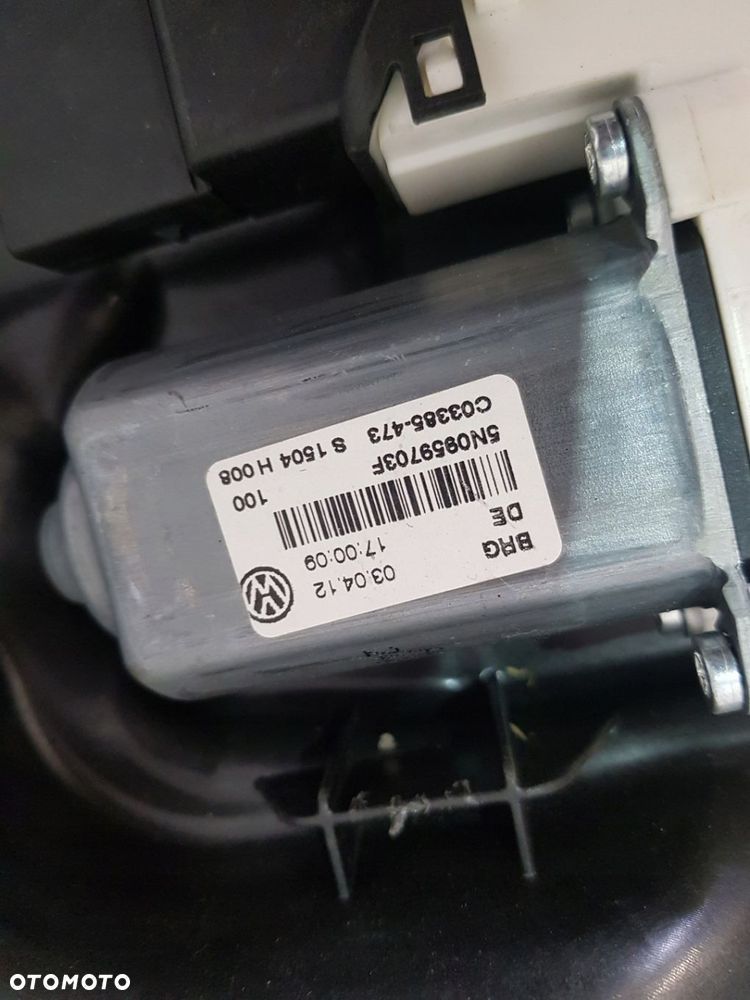 BRG 03.04.12
DE 17:00:09
5N0959703F 100
C03385-473 S 1504 H 008
OTOMOTO